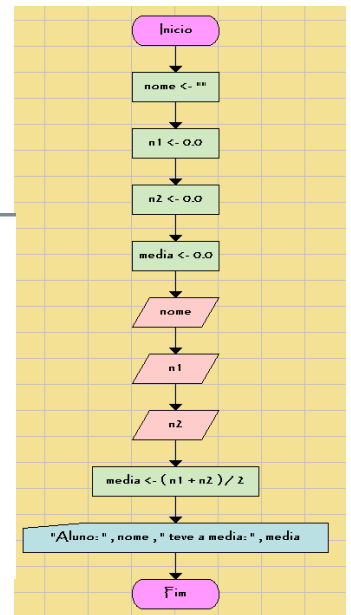 Inicio
nome <- ""
n1 <- 0.0
n2 <- 0.0
media <- 0.0
nome
n1
n2
media <- ( n1 + n2 ) / 2
"Aluno: " , nome , " teve a media: " , media
Fim